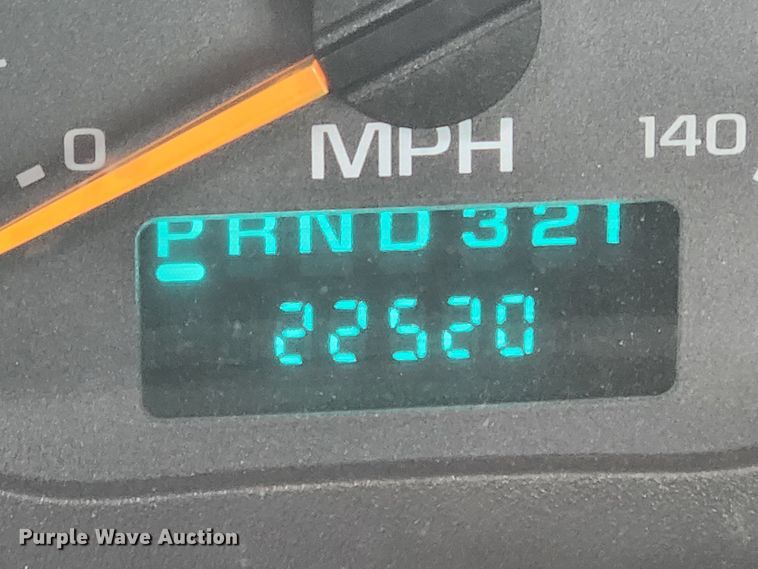 0 MPH 140
PRND321
22520
Purple Wave Auction